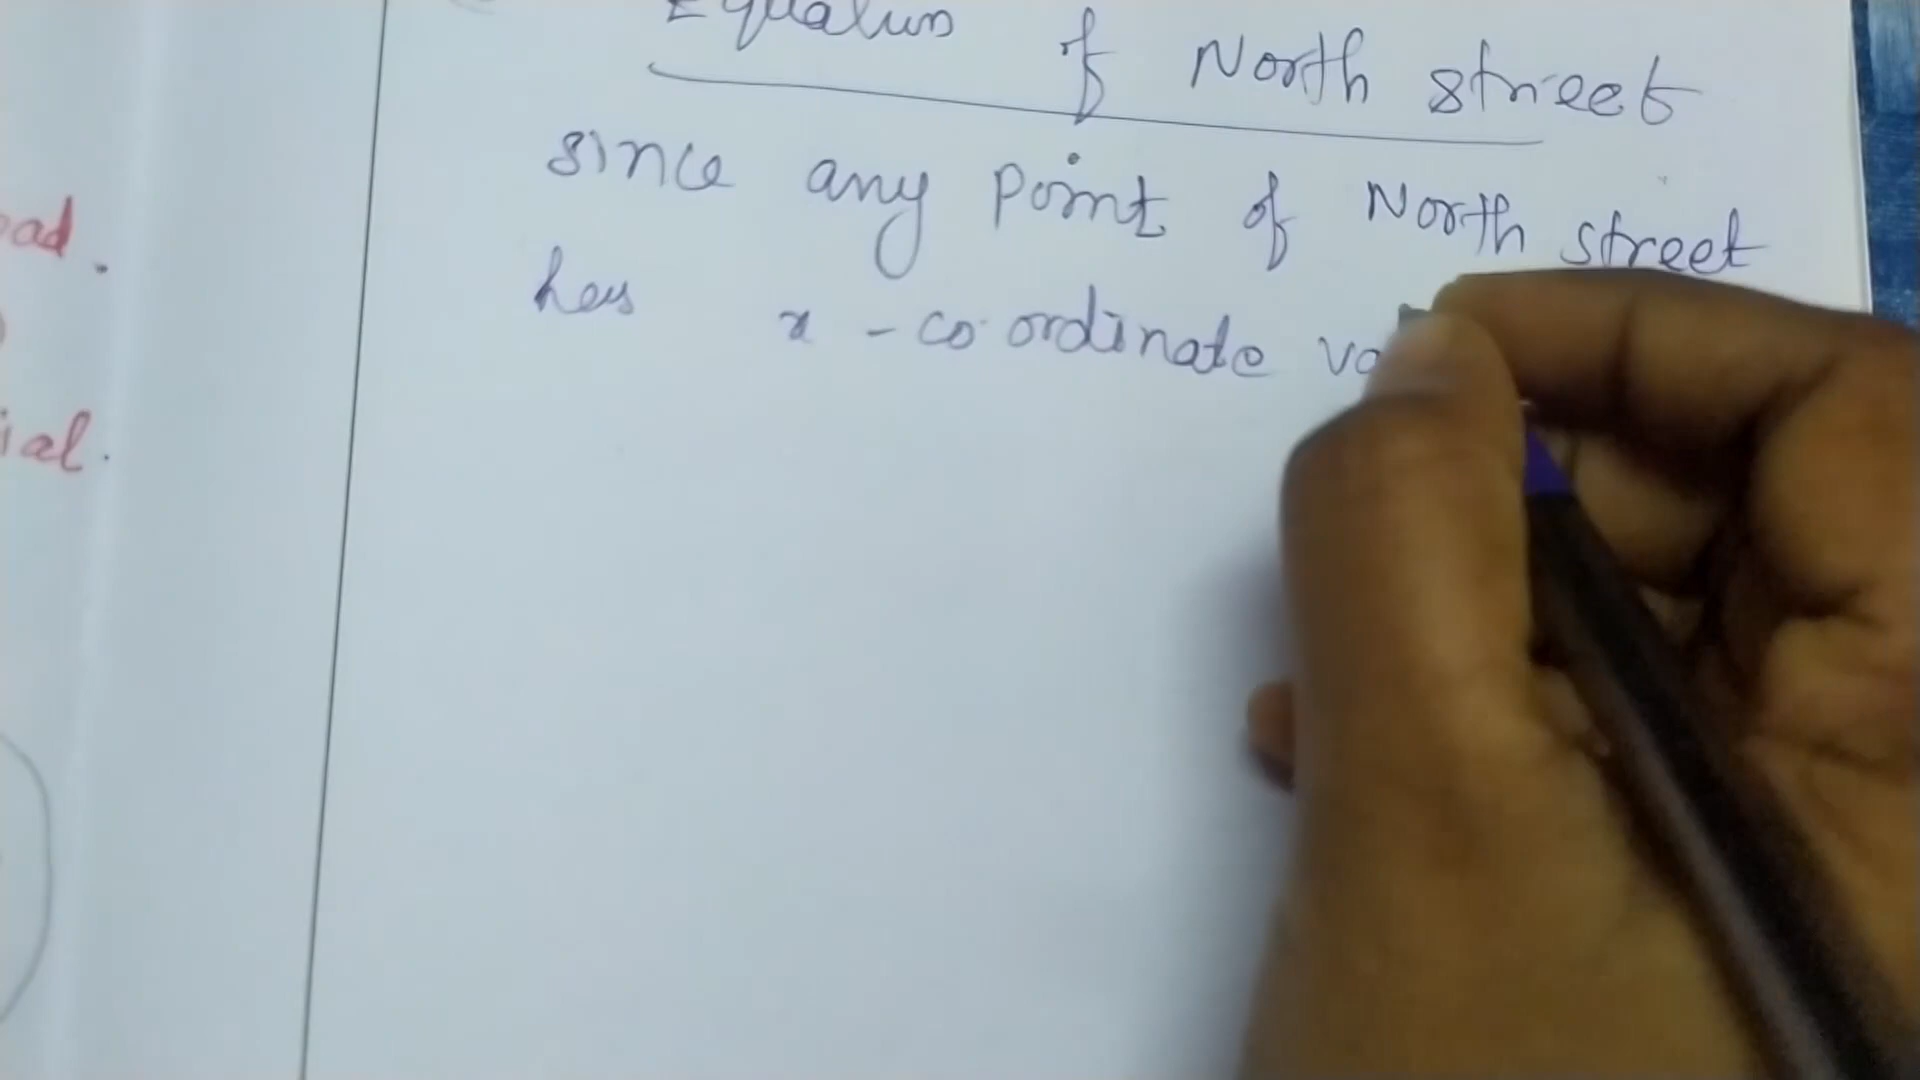 Equation of North street
since any point of North street
has x - co-ordinate va
ad.
ial.